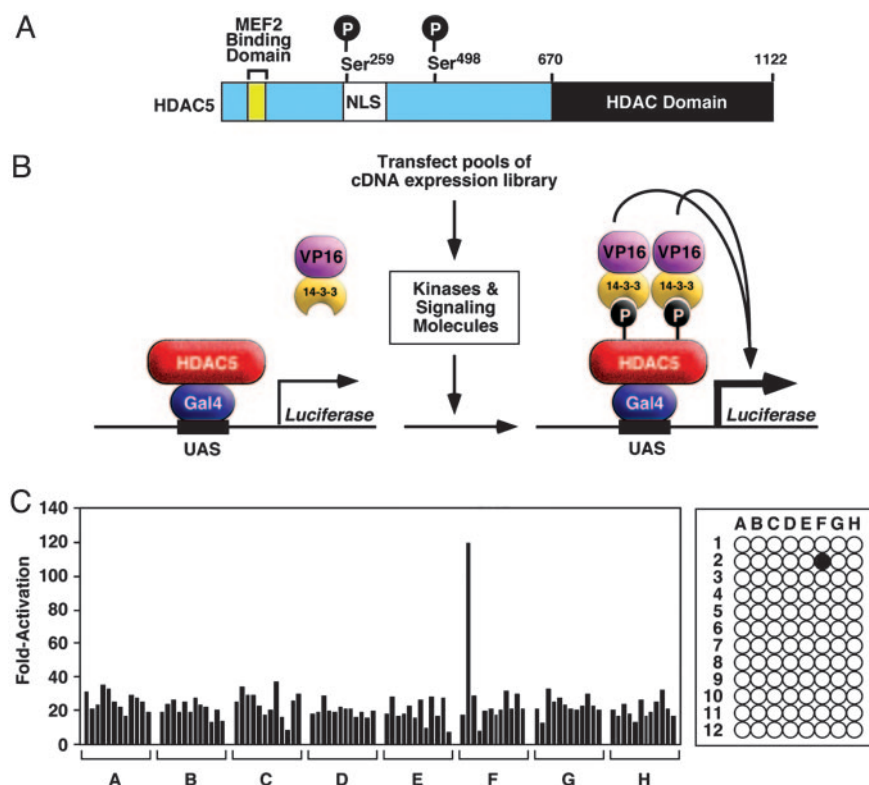 A
MEF2
Binding
Domain
P
P
Ser259
Ser498
670
1122
HDAC5
NLS
HDAC Domain
B
Transfect pools of
cDNA expression library
VP16
14-3-3
Kinases &
Signaling
Molecules
VP16 VP16
14-3-3 14-3-3
P P
HDAC5
Gal4
Luciferase
UAS
HDAC5
Gal4
Luciferase
UAS
C
Fold-Activation
140
120
100
80
60
40
20
0
A B C D E F G H
A B C D E F G H
1
2
3
4
5
6
7
8
9
10
11
12